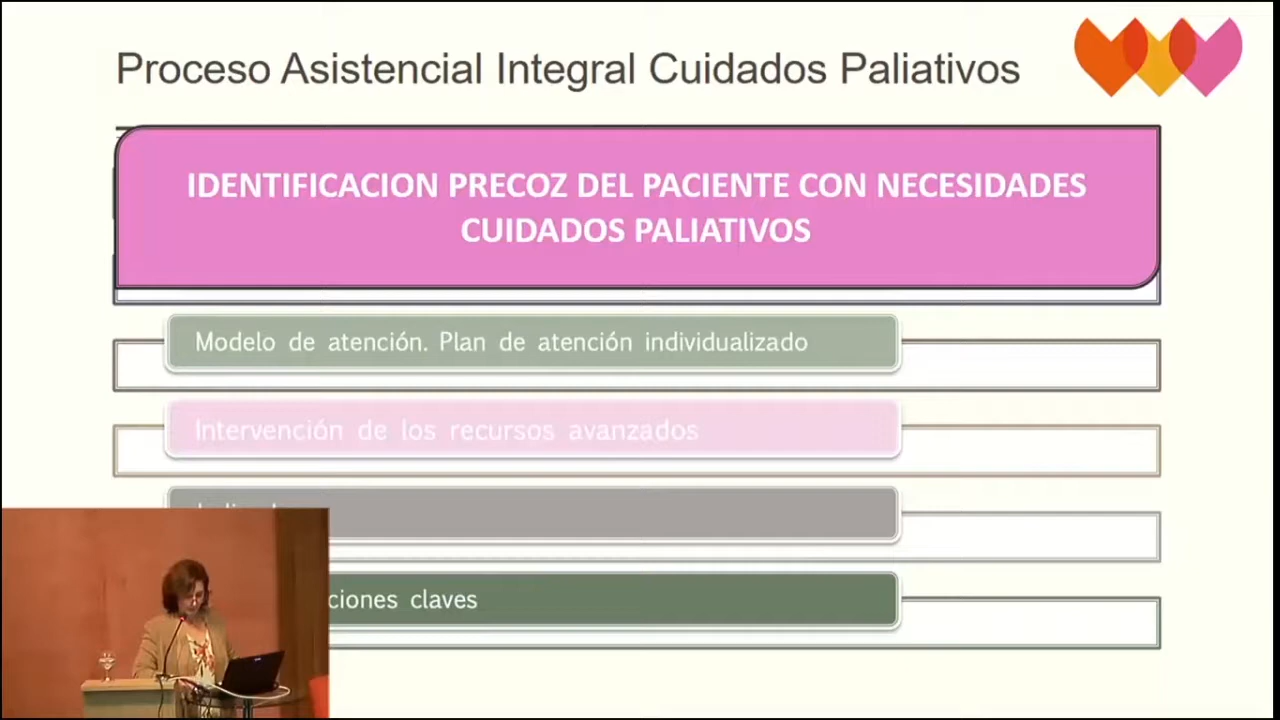 Proceso Asistencial Integral Cuidados Paliativos
IDENTIFICACION PRECOZ DEL PACIENTE CON NECESIDADES
CUIDADOS PALIATIVOS
Modelo de atención. Plan de atención individualizado
Intervención de los recursos avanzados
ciones claves